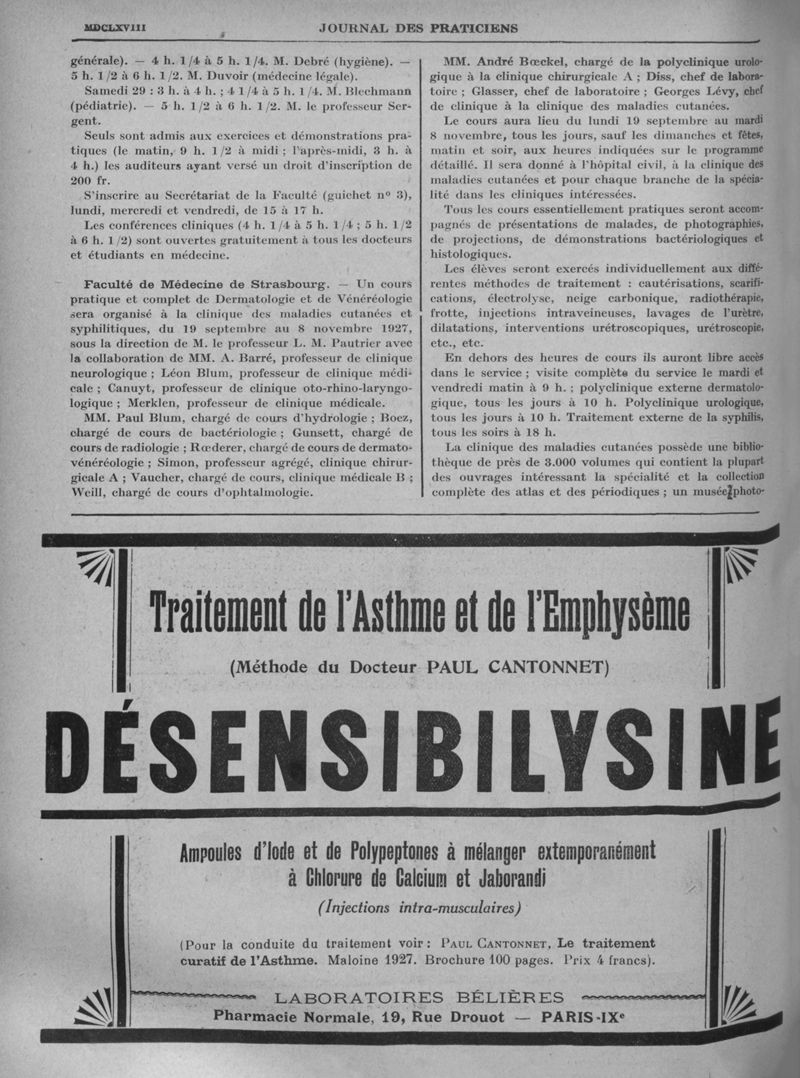 MDCLXVIII
JOURNAL DES PRATICIENS
générale). — 4 h. 1/4 à 5 h. 1/4. M. Debré (hygiène). —
5 h. 1/2 à 6 h. 1/2. M. Duvoir (médecine légale).
Samedi 29 : 3 h. à 4 h. ; 4 1/4 à 5 h. 1/4. M. Blechmann
(pédiatrie). — 5 h. 1/2 à 6 h. 1/2. M. le professeur Ser-
gent.
Seuls sont admis aux exercices et démonstrations pra-
tiques (le matin, 9 h. 1/2 à midi ; l'après-midi, 3 h. à
4 h.) les auditeurs ayant versé un droit d'inscription de
200 fr.
S'inscrire au Secrétariat de la Faculté (guichet nº 3),
lundi, mercredi et vendredi, de 15 à 17 h.
Les conférences cliniques (4 h. 1/4 à 5 h. 1/4 ; 5 h. 1/2
à 6 h. 1/2) sont ouvertes gratuitement à tous les docteurs
et étudiants en médecine.
Faculté de Médecine de Strasbourg. — Un cours
pratique et complet de Dermatologie et de Vénéréologie
sera organisé à la clinique des maladies cutanées et
syphilitiques, du 19 septembre au 8 novembre 1927,
sous la direction de M. le professeur L. M. Pautrier avec
la collaboration de MM. A. Barré, professeur de clinique
neurologique ; Léon Blum, professeur de clinique médi-
cale ; Canuyt, professeur de clinique oto-rhino-laryngo-
logique ; Merklen, professeur de clinique médicale.
MM. Paul Blum, chargé de cours d'hydrologie ; Boez,
chargé de cours de bactériologie ; Gunsett, chargé de
cours de radiologie ; Rœderer, chargé de cours de dermato-
vénéréologie ; Simon, professeur agrégé, clinique chirur-
gicale A ; Vaucher, chargé de cours, clinique médicale B ;
Weill, chargé de cours d'ophtalmologie.
MM. André Bœckel, chargé de la polyclinique urolo-
gique à la clinique chirurgicale A ; Diss, chef de labora-
toire ; Glasser, chef de laboratoire ; Georges Lévy, chef
de clinique à la clinique des maladies cutanées.
Le cours aura lieu du lundi 19 septembre au mardi
8 novembre, tous les jours, sauf les dimanches et fêtes,
matin et soir, aux heures indiquées sur le programme
détaillé. Il sera donné à l'hôpital civil, à la clinique des
maladies cutanées et pour chaque branche de la spécia-
lité dans les cliniques intéressées.
Tous les cours essentiellement pratiques seront accom-
pagnés de présentations de malades, de photographies,
de projections, de démonstrations bactériologiques et
histologiques.
Les élèves seront exercés individuellement aux diffé-
rentes méthodes de traitement : cautérisations, scarifi-
cations, électrolyse, neige carbonique, radiothérapie,
frotte, injections intraveineuses, lavages de l'urètre,
dilatations, interventions urétroscopiques, urétroscopie,
etc., etc.
En dehors des heures de cours ils auront libre accès
dans le service ; visite complète du service le mardi et
vendredi matin à 9 h. ; polyclinique externe dermatolo-
gique, tous les jours à 10 h. Polyclinique urologique,
tous les jours à 10 h. Traitement externe de la syphilis,
tous les soirs à 18 h.
La clinique des maladies cutanées possède une biblio-
thèque de près de 3.000 volumes qui contient la plupart
des ouvrages intéressant la spécialité et la collection
complète des atlas et des périodiques ; un musée photo-
Traitement de l'Asthme et de l'Emphysème
(Méthode du Docteur PAUL CANTONNET)
DÉSENSIBILYSINE
Ampoules d'Iode et de Polypeptones à mélanger extemporanément
à Chlorure de Calcium et Jaborandi
(Injections intra-musculaires)
(Pour la conduite du traitement voir : PAUL CANTONNET, Le traitement
curatif de l'Asthme. Maloine 1927. Brochure 100 pages. Prix 4 francs).
LABORATOIRES BÉLIÈRES
Pharmacie Normale, 19, Rue Drouot — PARIS-IXe